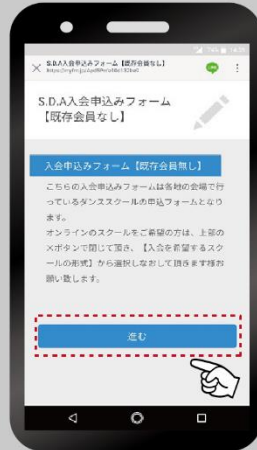 74% 14:35
S.D.A入会申込みフォーム【既存会員なし】
S.D.A入会申込みフォーム
【既存会員なし】
入会申込みフォーム【既存会員無し】
こちらの入会申込みフォームは各地の会場で行
っているダンススクールの申込フォームとなり
ます。
オンラインのスクールをご希望の方は、上部の
×ボタンで閉じて頂き、【入会を希望するスク
ールの形式】から選択しなおして頂きます様お
願い致します。
進む